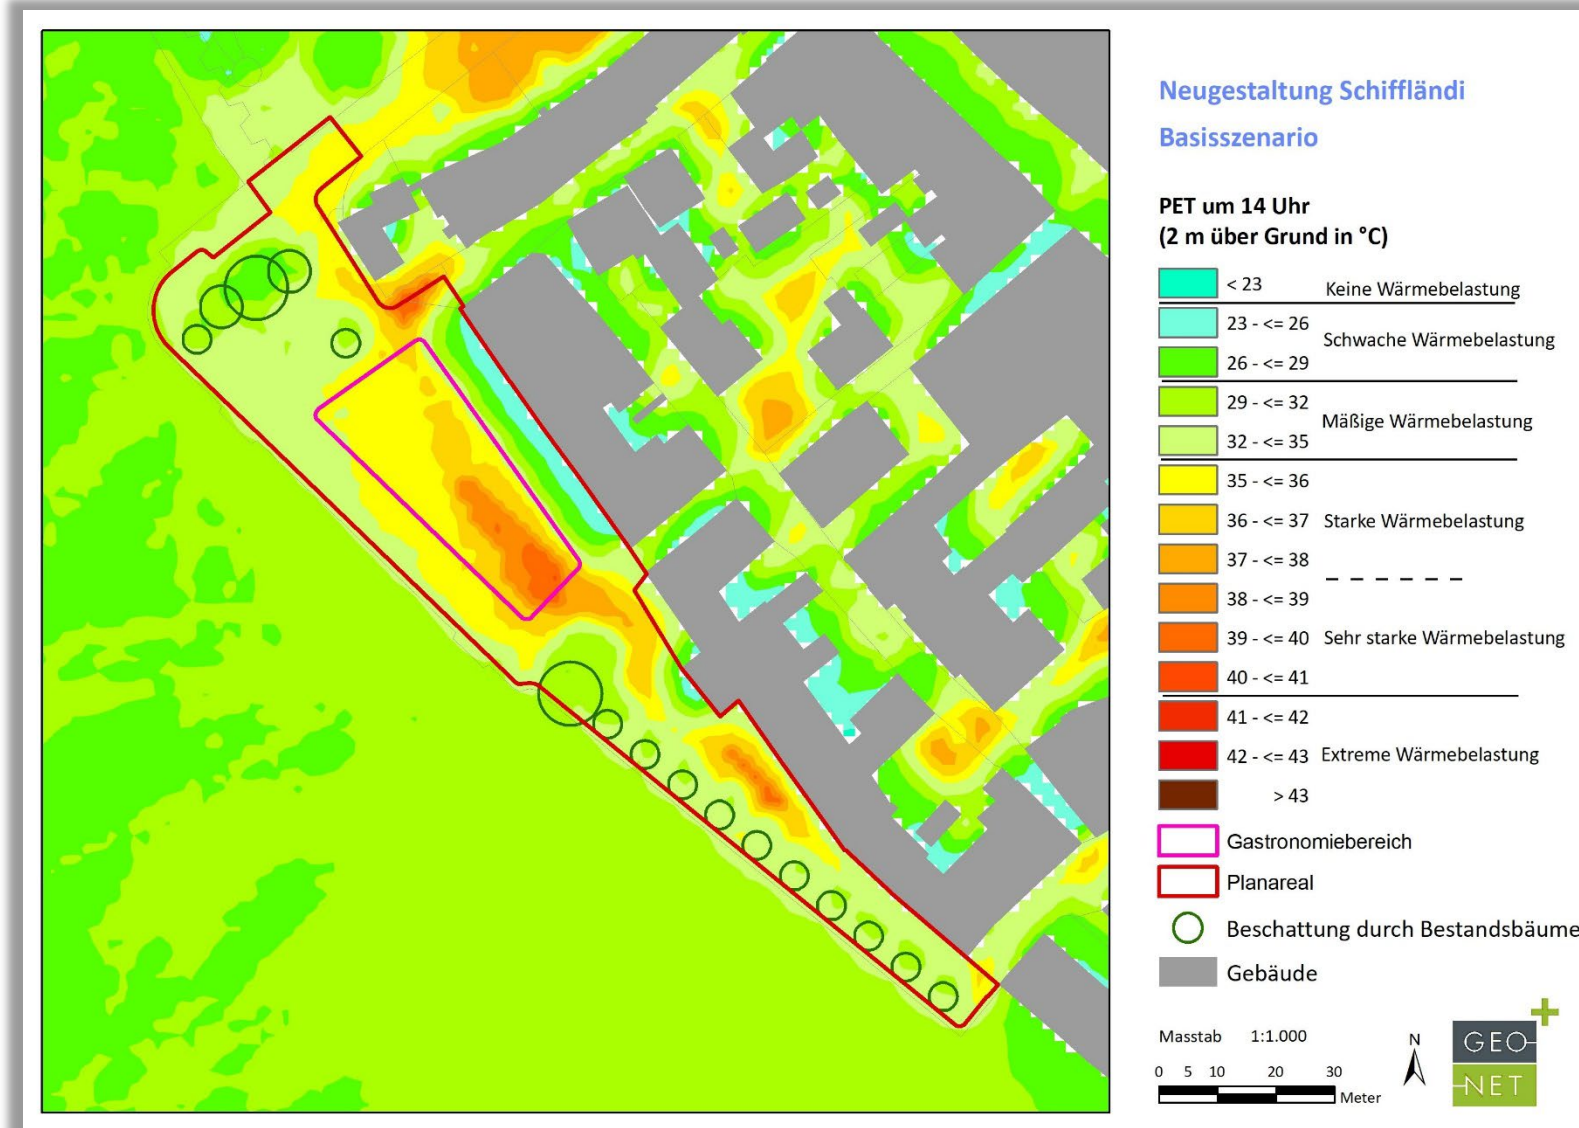 Neugestaltung Schiffländi
Basisszenario
PET um 14 Uhr
(2 m über Grund in °C)
< 23 Keine Wärmebelastung
23 - <= 26
Schwache Wärmebelastung
26 - <= 29
29 - <= 32
Mäßige Wärmebelastung
32 - <= 35
35 - <= 36
36 - <= 37 Starke Wärmebelastung
37 - <= 38
38 - <= 39
39 - <= 40 Sehr starke Wärmebelastung
40 - <= 41
41 - <= 42
42 - <= 43 Extreme Wärmebelastung
> 43
Gastronomiebereich
Planareal
Beschattung durch Bestandsbäume
Gebäude
Masstab 1:1.000
0 5 10 20 30
Meter
N
GEO
NET